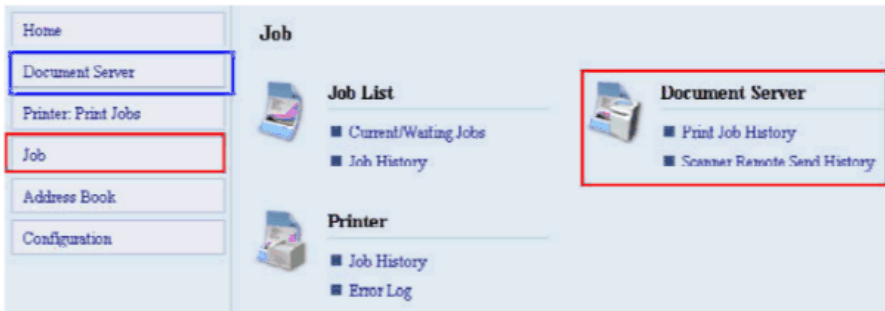 Home
Document Server
Printer: Print Jobs
Job
Address Book
Configuration
Job
Job List
Current/Waiting Jobs
Job History
Document Server
Print Job History
Scanner Remote Send History
Printer
Job History
Error Log